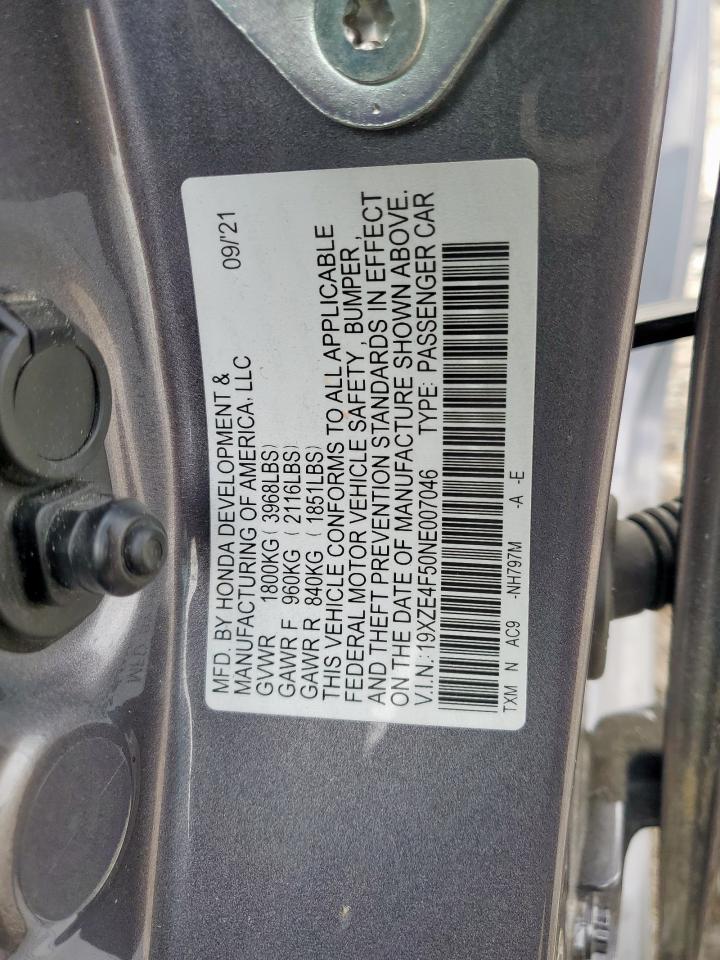 MFD. BY HONDA DEVELOPMENT & 09/'21
MANUFACTURING OF AMERICA, LLC
GVWR 1800KG (3968LBS)
GAWR F 960KG (2116LBS)
GAWR R 840KG (1851LBS)
THIS VEHICLE CONFORMS TO ALL APPLICABLE
FEDERAL MOTOR VEHICLE SAFETY, BUMPER,
AND THEFT PREVENTION STANDARDS IN EFFECT
ON THE DATE OF MANUFACTURE SHOWN ABOVE.
V.I.N.:19XZE4F50NE007046 TYPE: PASSENGER CAR
TXM N AC9 -NH797M -A -E